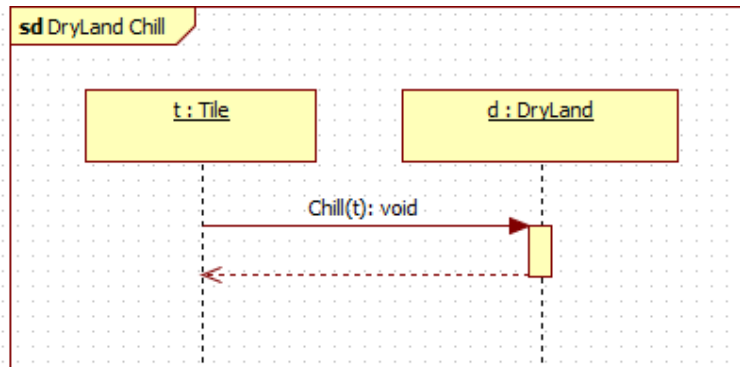 sd DryLand Chill
t : Tile
d : DryLand
Chill(t): void